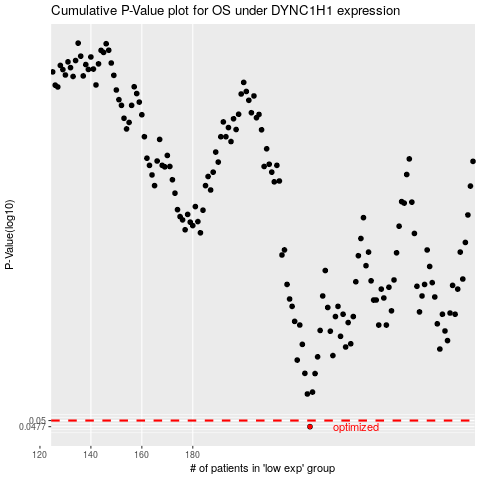 Cumulative P-Value plot for OS under DYNC1H1 expression
P-Value(log10)
0.05
0.0477
optimized
120 140 160 180
# of patients in 'low exp' group